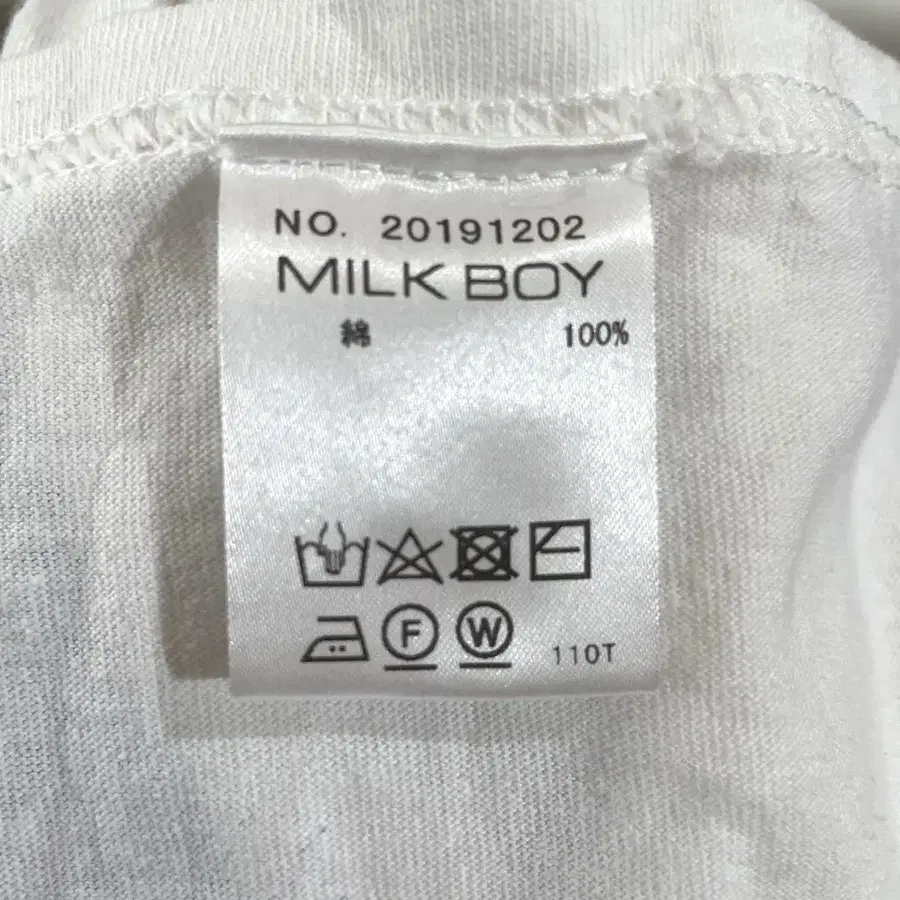 NO. 20191202
MILK BOY
綿 100%
F W 110T